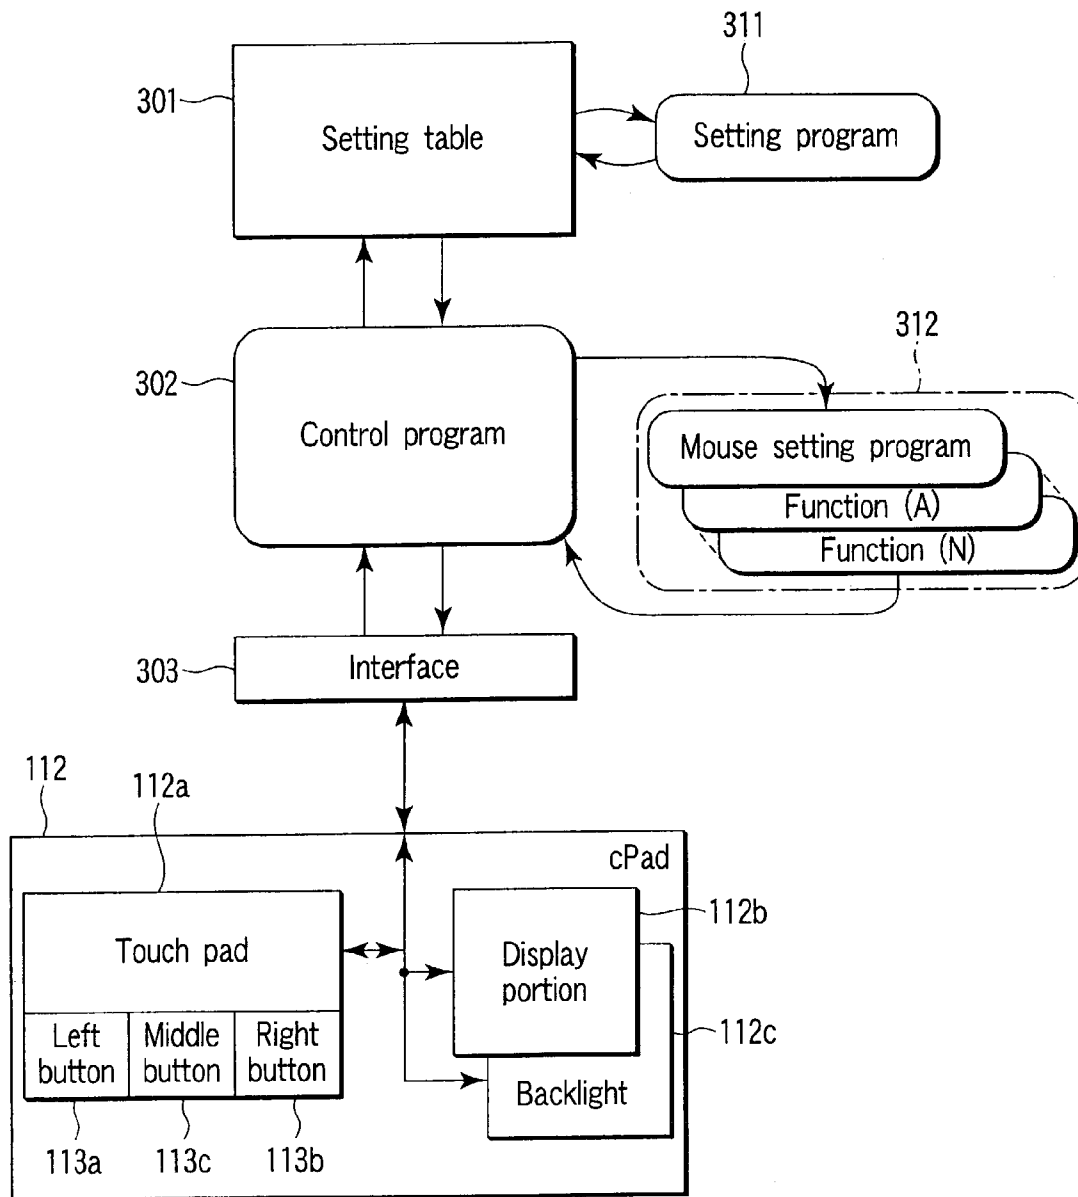 311
301
Setting table
Setting program
312
302
Control program
Mouse setting program
Function (A)
Function (N)
303
Interface
112
112a
cPad
112b
Touch pad
Display
portion
112c
Left
button
Middle
button
Right
button
Backlight
113a
113c
113b